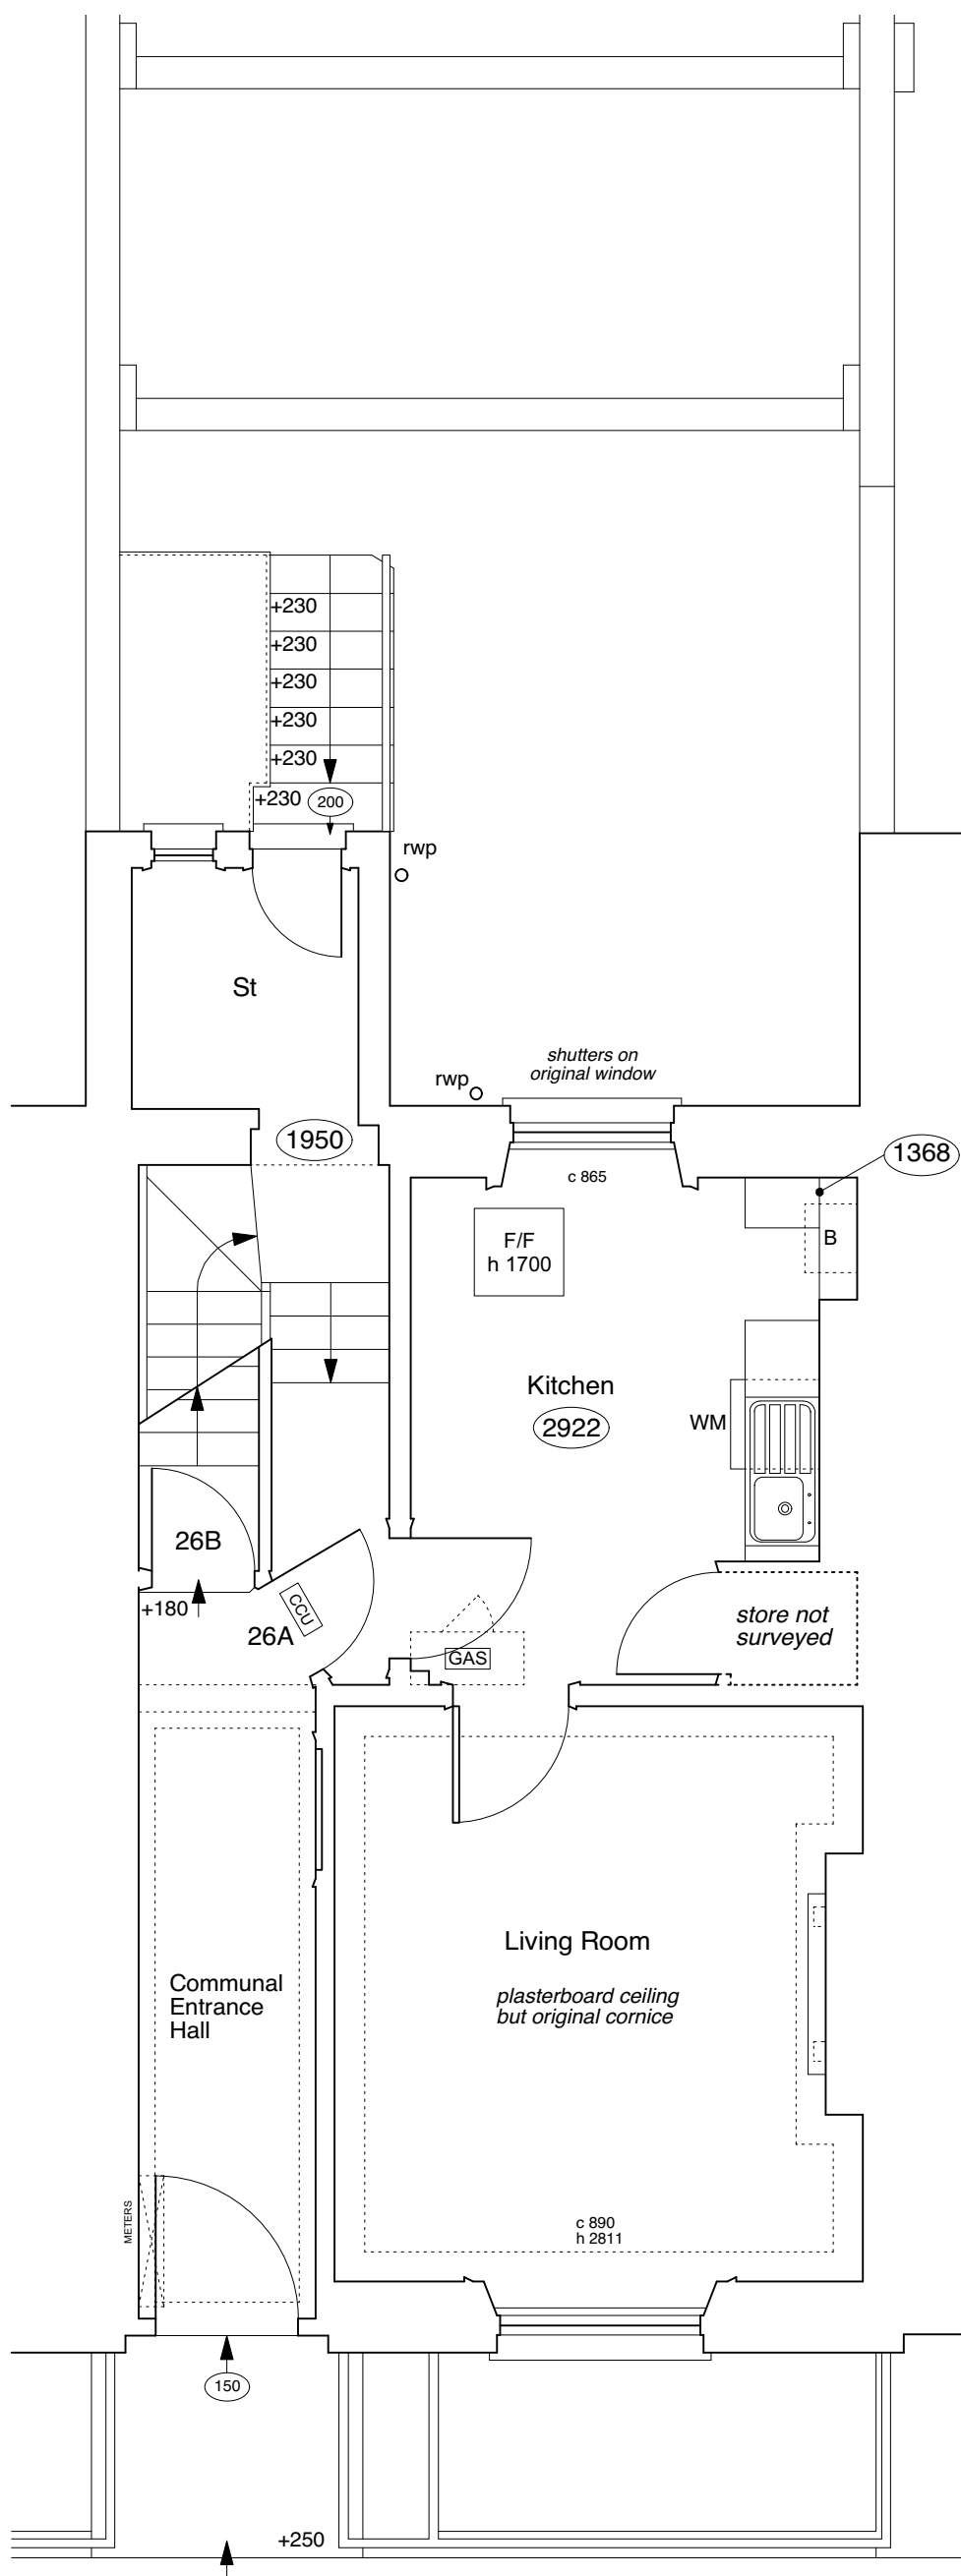 +230
+230
+230
+230
+230
+230
200
rwp
St
shutters on
original window
rwp
1950
1368
c 865
B
F/F
h 1700
Kitchen
2922
WM
26B
CCU
+180
26A
store not
surveyed
GAS
Living Room
plasterboard ceiling
but original cornice
Communal
Entrance
Hall
METERS
c 890
h 2811
150
+250